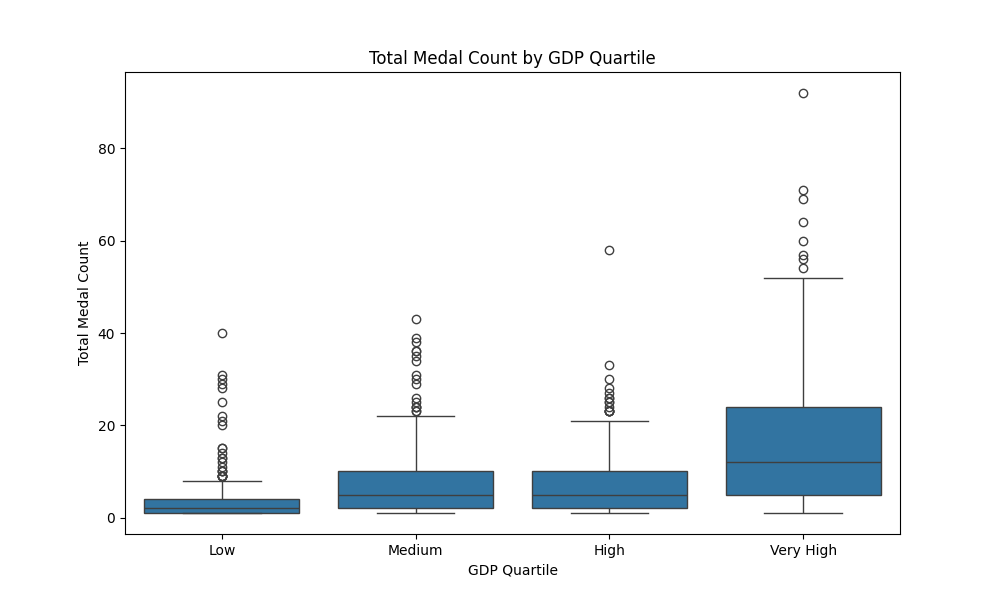 Total Medal Count by GDP Quartile
80
60
40
20
0
Total Medal Count
Low Medium High Very High
GDP Quartile